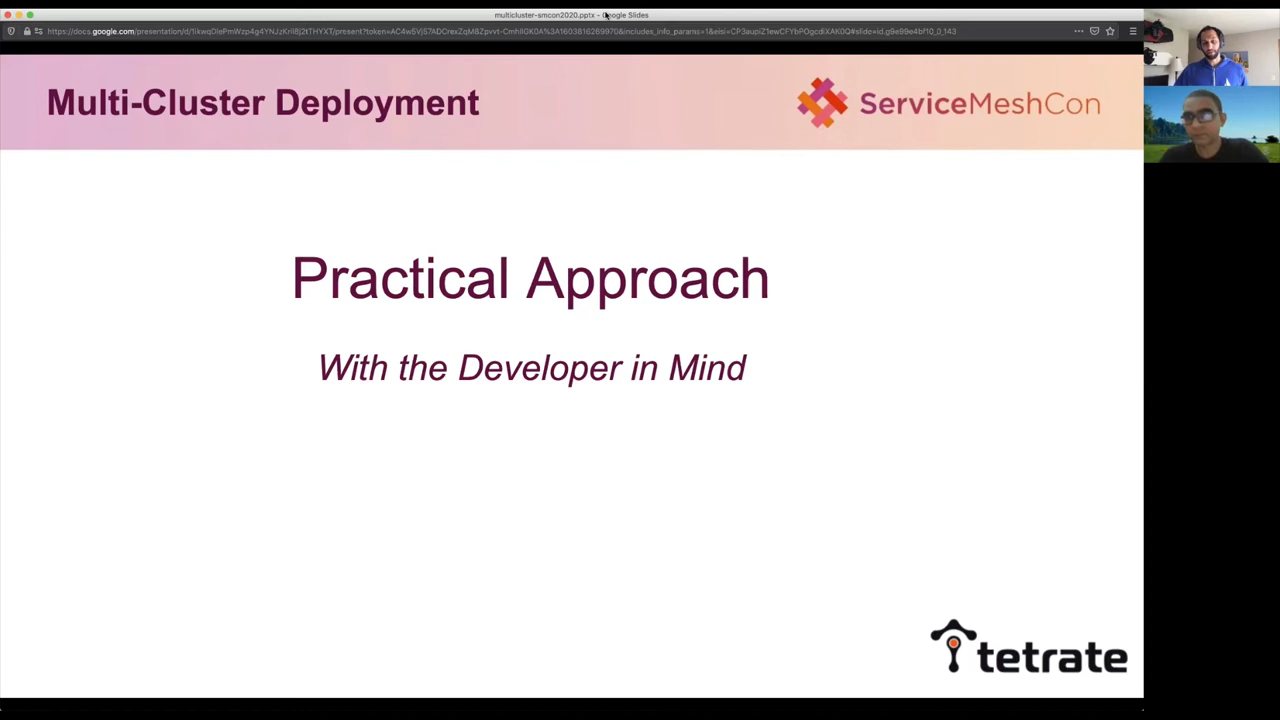 multicluster-smcon2020.pptx - Google Slides
Multi-Cluster Deployment
ServiceMeshCon
Practical Approach
With the Developer in Mind
tetrate